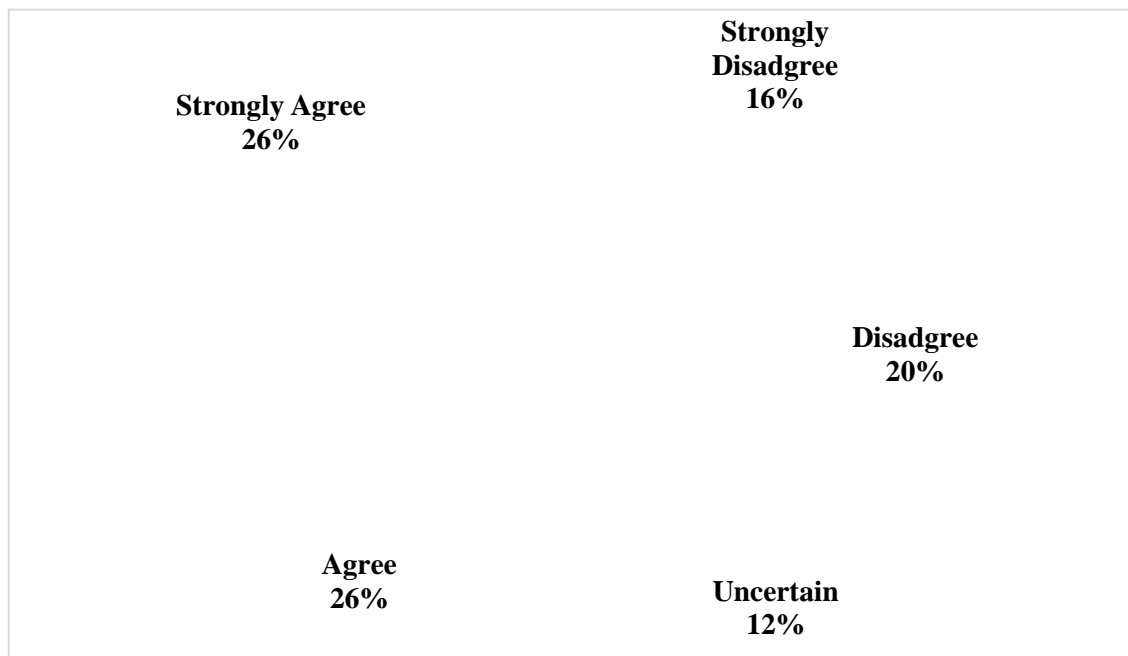 Strongly
Disadgree
16%
Strongly Agree
26%
Disadgree
20%
Agree
26%
Uncertain
12%